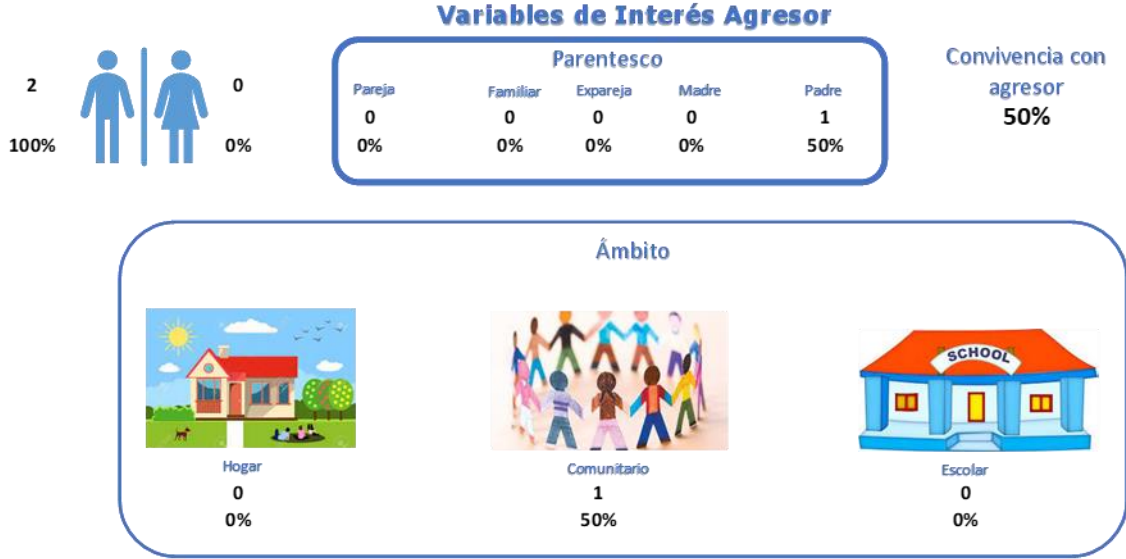 Variables de Interés Agresor
2
100%
0
0%
Parentesco
Pareja Familiar Expareja Madre Padre
0 0 0 0 1
0% 0% 0% 0% 50%
Convivencia con
agresor
50%
Ámbito
SCHOOL
Hogar Comunitario Escolar
0 1 0
0% 50% 0%